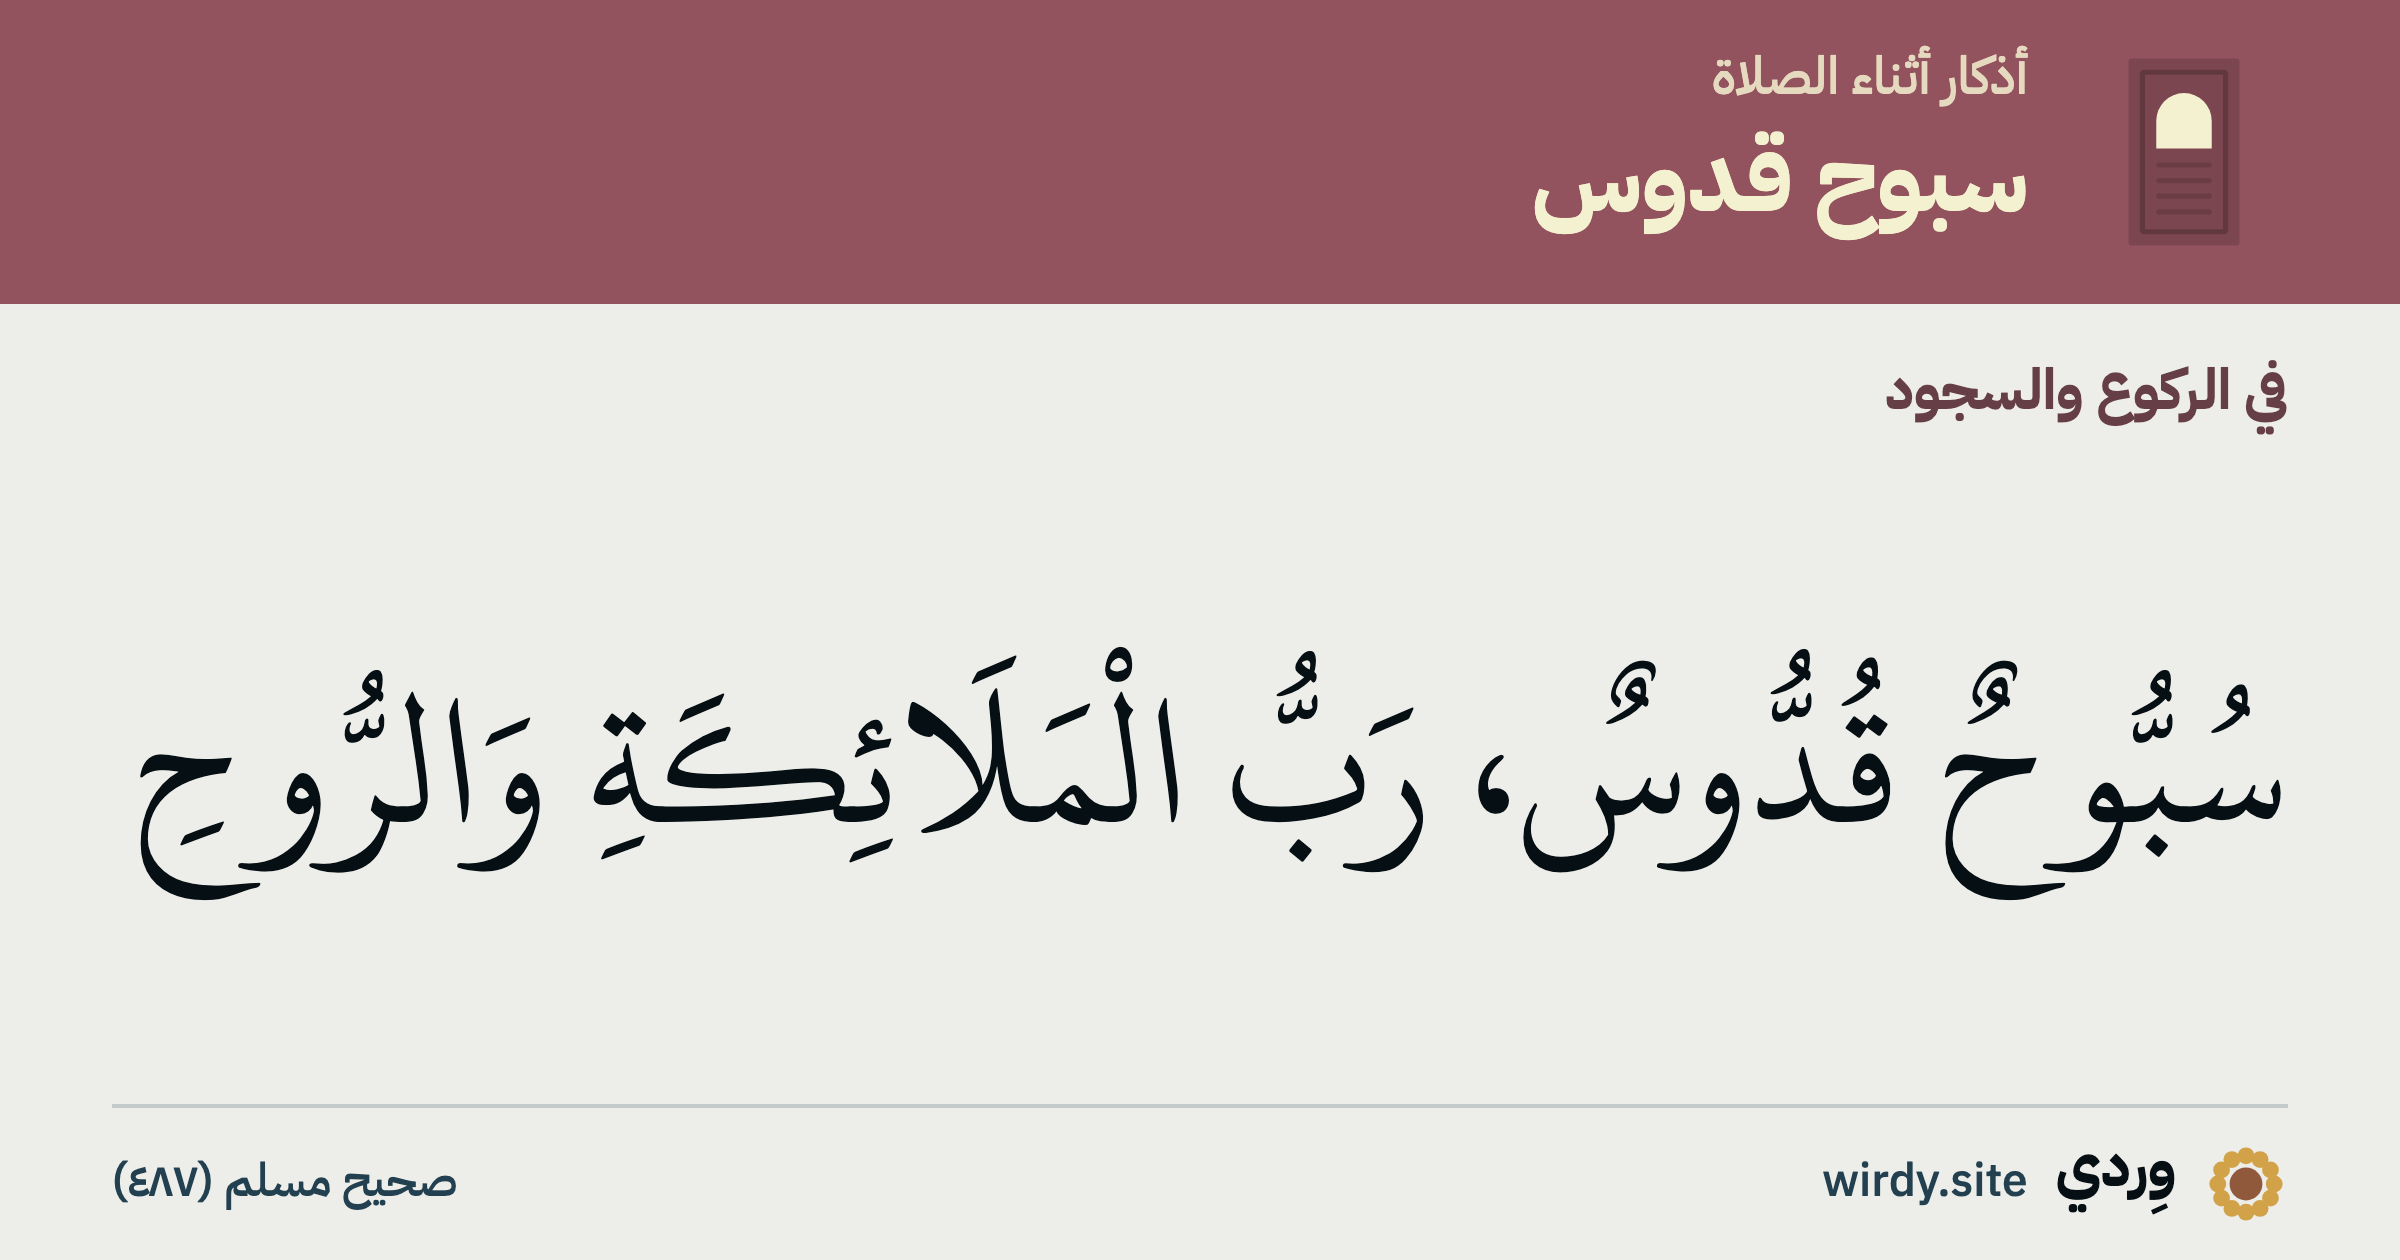 أذكار أثناء الصلاة
سبوح قدوس
في الركوع والسجود
سُبُّوحٌ قُدُّوسٌ، رَبُّ الْمَلَائِكَةِ وَالرُّوحِ
وِردي wirdy.site
صحيح مسلم (٤٨٧)